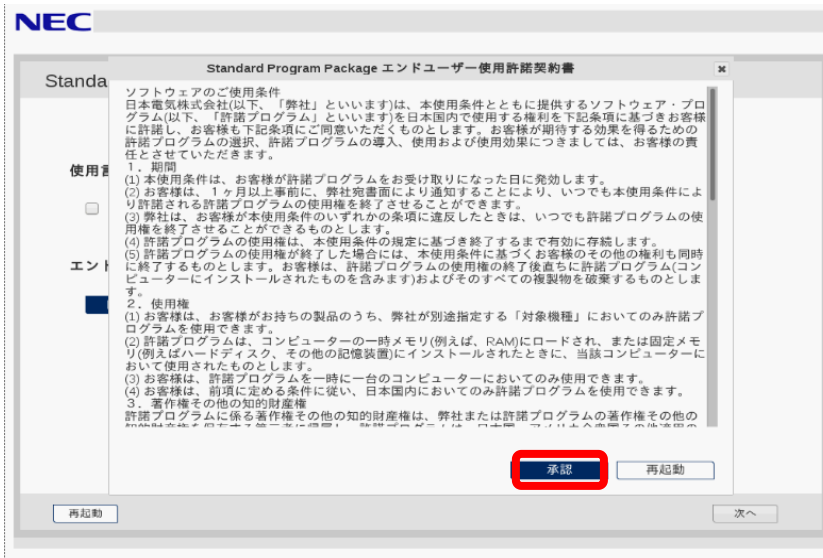 NEC
Standa
Standard Program Package エンドユーザー使用許諾契約書
ソフトウェアのご使用条件
日本電気株式会社(以下、「弊社」といいます)は、本使用条件とともに提供するソフトウェア・プロ
グラム(以下、「許諾プログラム」といいます)を日本国内で使用する権利を下記条項に基づきお客様
に許諾し、お客様も下記条項にご同意いただくものとします。お客様が期待する効果を得るための
許諾プログラムの選択、許諾プログラムの導入、使用および使用効果につきましては、お客様の責
任とさせていただきます。
1．期間
(1) 本使用条件は、お客様が許諾プログラムをお受け取りになった日に発効します。
(2) お客様は、1ヶ月以上事前に、弊社宛書面により通知することにより、いつでも本使用条件によ
り許諾される許諾プログラムの使用権を終了させることができます。
(3) 弊社は、お客様が本使用条件のいずれかの条項に違反したときは、いつでも許諾プログラムの使
用権を終了させることができるものとします。
(4) 許諾プログラムの使用権は、本使用条件の規定に基づき終了するまで有効に存続します。
(5) 許諾プログラムの使用権が終了した場合には、本使用条件に基づくお客様のその他の権利も同時
に終了するものとします。お客様は、許諾プログラムの使用権の終了後直ちに許諾プログラム(コン
ピューターにインストールされたものを含みます)およびそのすべての複製物を破棄するものとしま
す。
2．使用権
(1) お客様は、お客様がお持ちの製品のうち、弊社が別途指定する「対象機種」においてのみ許諾プ
ログラムを使用できます。
(2) 許諾プログラムは、コンピューターの一時メモリ(例えば、RAM)にロードされ、または固定メモ
リ(例えばハードディスク、その他の記憶装置)にインストールされたときに、当該コンピューターに
おいて使用されたものとします。
(3) お客様は、許諾プログラムを一時に一台のコンピューターにおいてのみ使用できます。
(4) お客様は、前項に定める条件に従い、日本国内においてのみ許諾プログラムを使用できます。
3．著作権その他の知的財産権
許諾プログラムに係る著作権その他の知的財産権は、弊社または許諾プログラムの著作権その他の
使用言
エント
承認
再起動
再起動
次へ